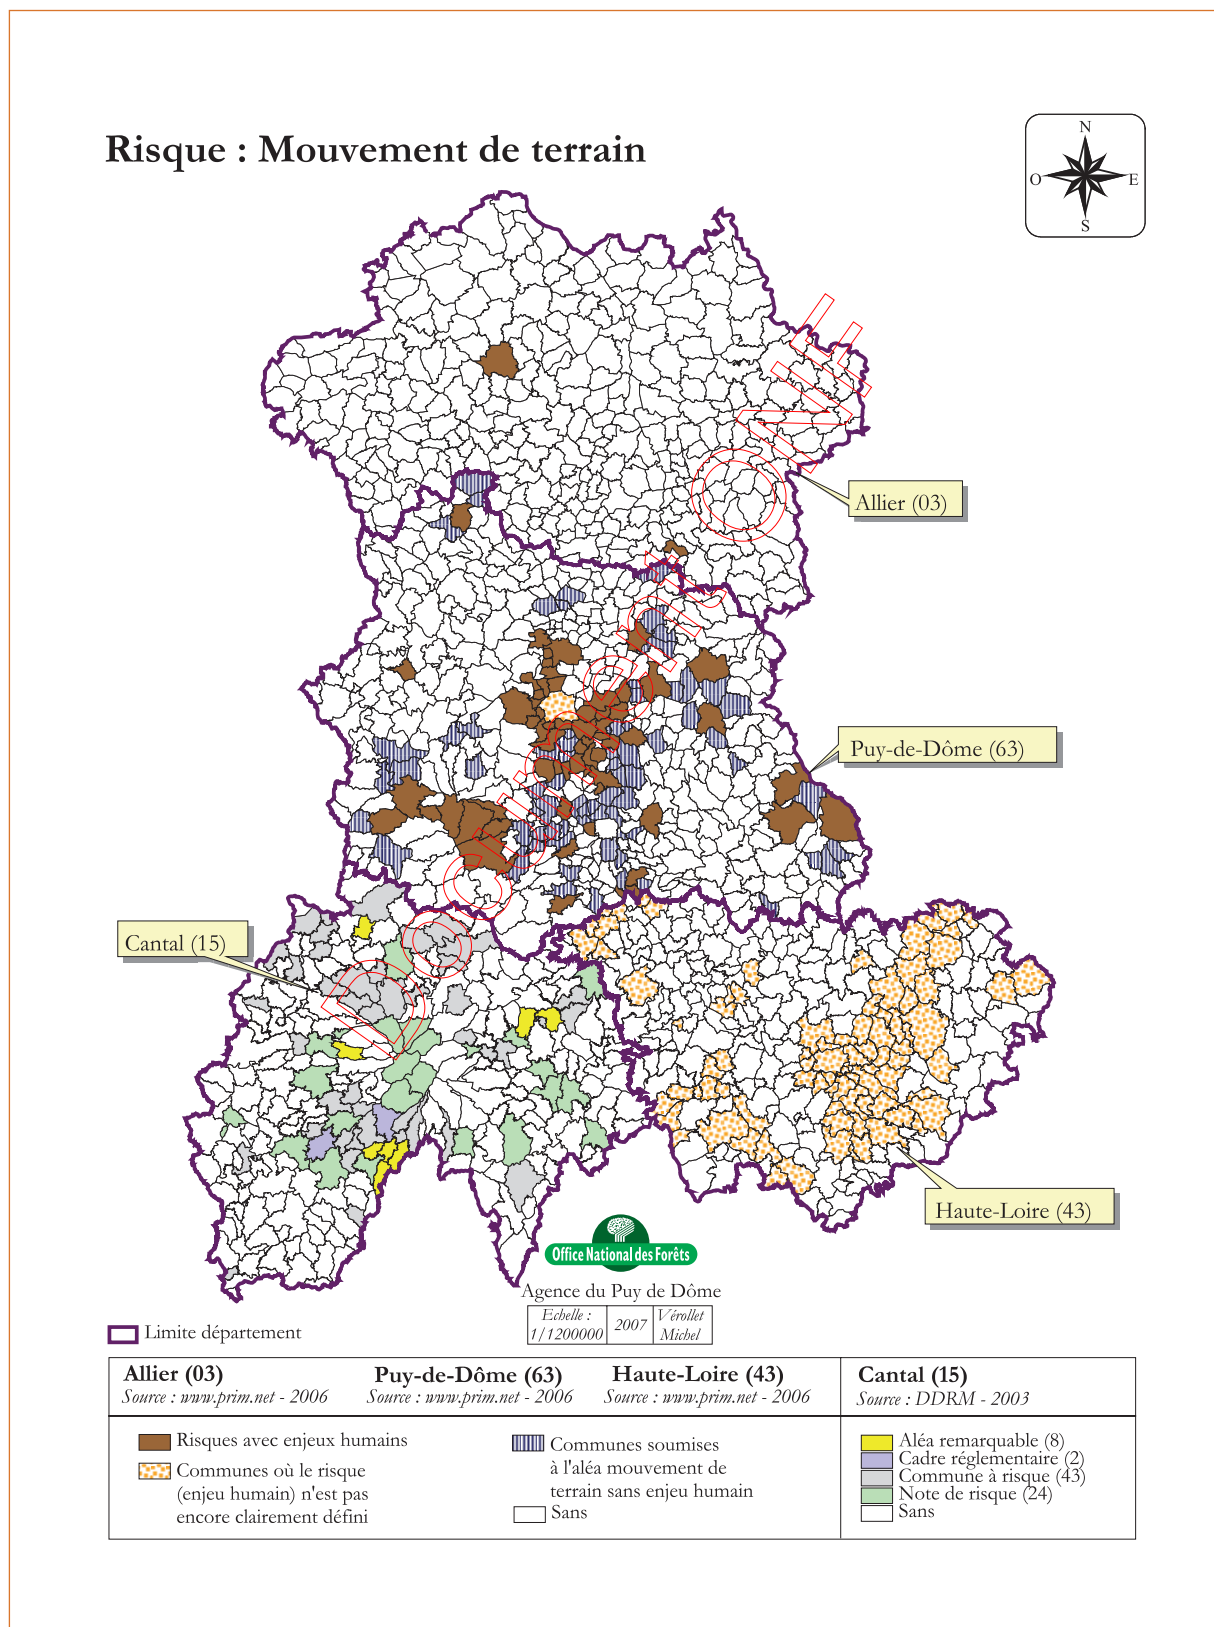 Risque : Mouvement de terrain
N
O
E
S
Document ONF
Allier (03)
Puy-de-Dôme (63)
Cantal (15)
Haute-Loire (43)
Office National des Forêts
Agence du Puy de Dôme
Echelle :
1/1200000
2007
Vérollet
Michel
Limite département
Allier (03)
Source : www.prim.net - 2006
Puy-de-Dôme (63)
Source : www.prim.net - 2006
Haute-Loire (43)
Source : www.prim.net - 2006
Cantal (15)
Source : DDRM - 2003
Risques avec enjeux humains
Communes où le risque
(enjeu humain) n'est pas
encore clairement défini
Communes soumises
à l'aléa mouvement de
terrain sans enjeu humain
Sans
Aléa remarquable (8)
Cadre réglementaire (2)
Commune à risque (43)
Note de risque (24)
Sans